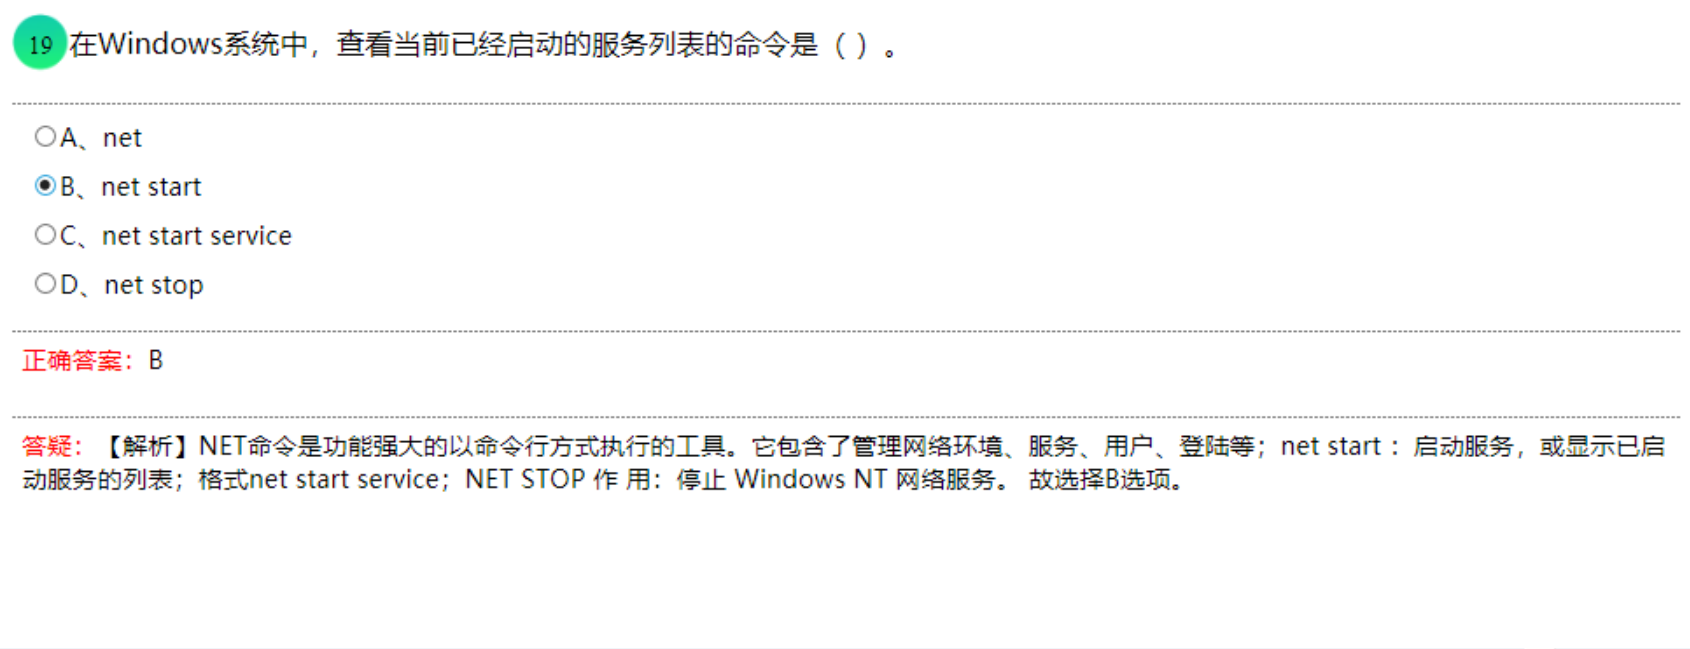 19 在Windows系统中，查看当前已经启动的服务列表的命令是（ ）。
A、net
B、net start
C、net start service
D、net stop
正确答案：B
答疑：【解析】NET命令是功能强大的以命令行方式执行的工具。它包含了管理网络环境、服务、用户、登陆等；net start ：启动服务，或显示已启
动服务的列表；格式net start service；NET STOP 作 用：停止 Windows NT 网络服务。 故选择B选项。